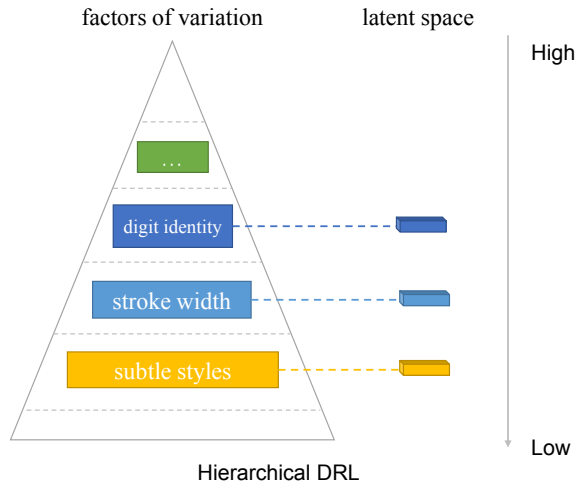 factors of variation
latent space
High
...
digit identity
stroke width
subtle styles
Low
Hierarchical DRL